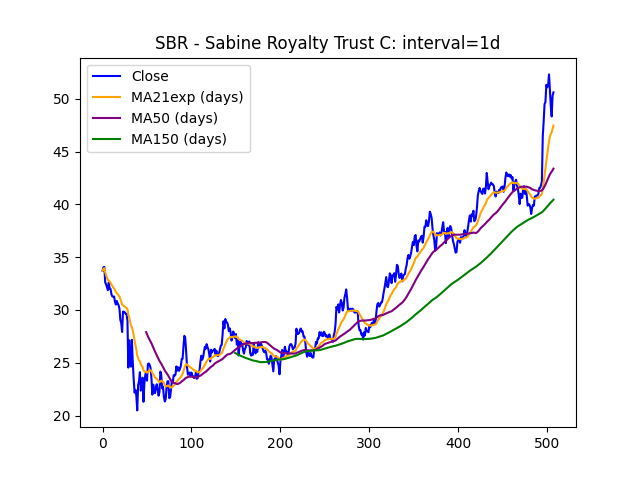 SBR - Sabine Royalty Trust C: interval=1d
Close
MA21exp (days)
MA50 (days)
MA150 (days)
50
45
40
35
30
25
20
0 100 200 300 400 500